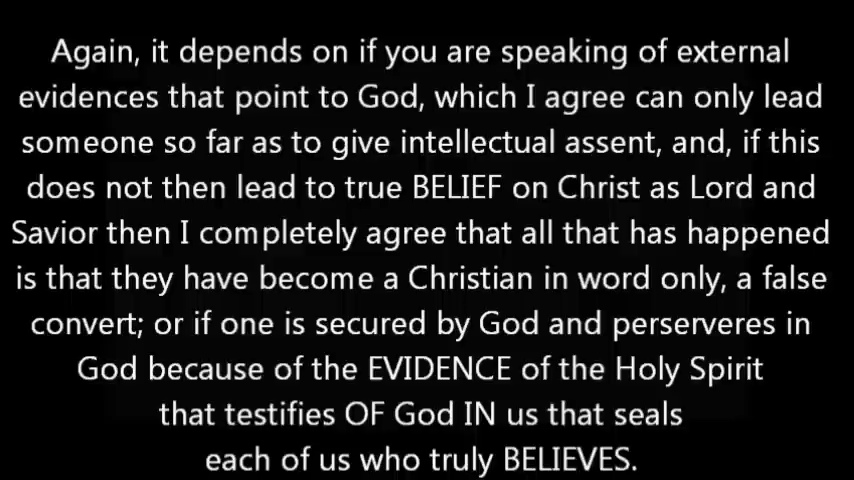 Again, it depends on if you are speaking of external
evidences that point to God, which I agree can only lead
someone so far as to give intellectual assent, and, if this
does not then lead to true BELIEF on Christ as Lord and
Savior then I completely agree that all that has happened
is that they have become a Christian in word only, a false
convert; or if one is secured by God and perserveres in
God because of the EVIDENCE of the Holy Spirit
that testifies OF God IN us that seals
each of us who truly BELIEVES.